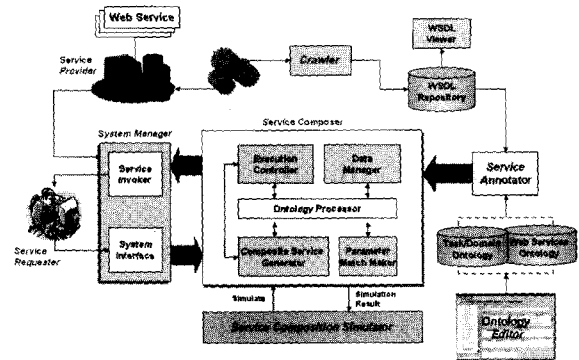 Web Service
Service
Provider
Crawler
WSDL
Viewer
WSDL
Repository
System Manager
Service Composer
Service
Invoker
Execution
Controller
Data
Manager
Service
Annotator
Ontology Processor
Service
Requester
System
Interface
Composite Service
Generator
Parameter
Match Maker
Task/Domain
Ontology
Web Services
Ontology
Simulate
Simulation
Result
Service Composition Simulator
Ontology
Editor